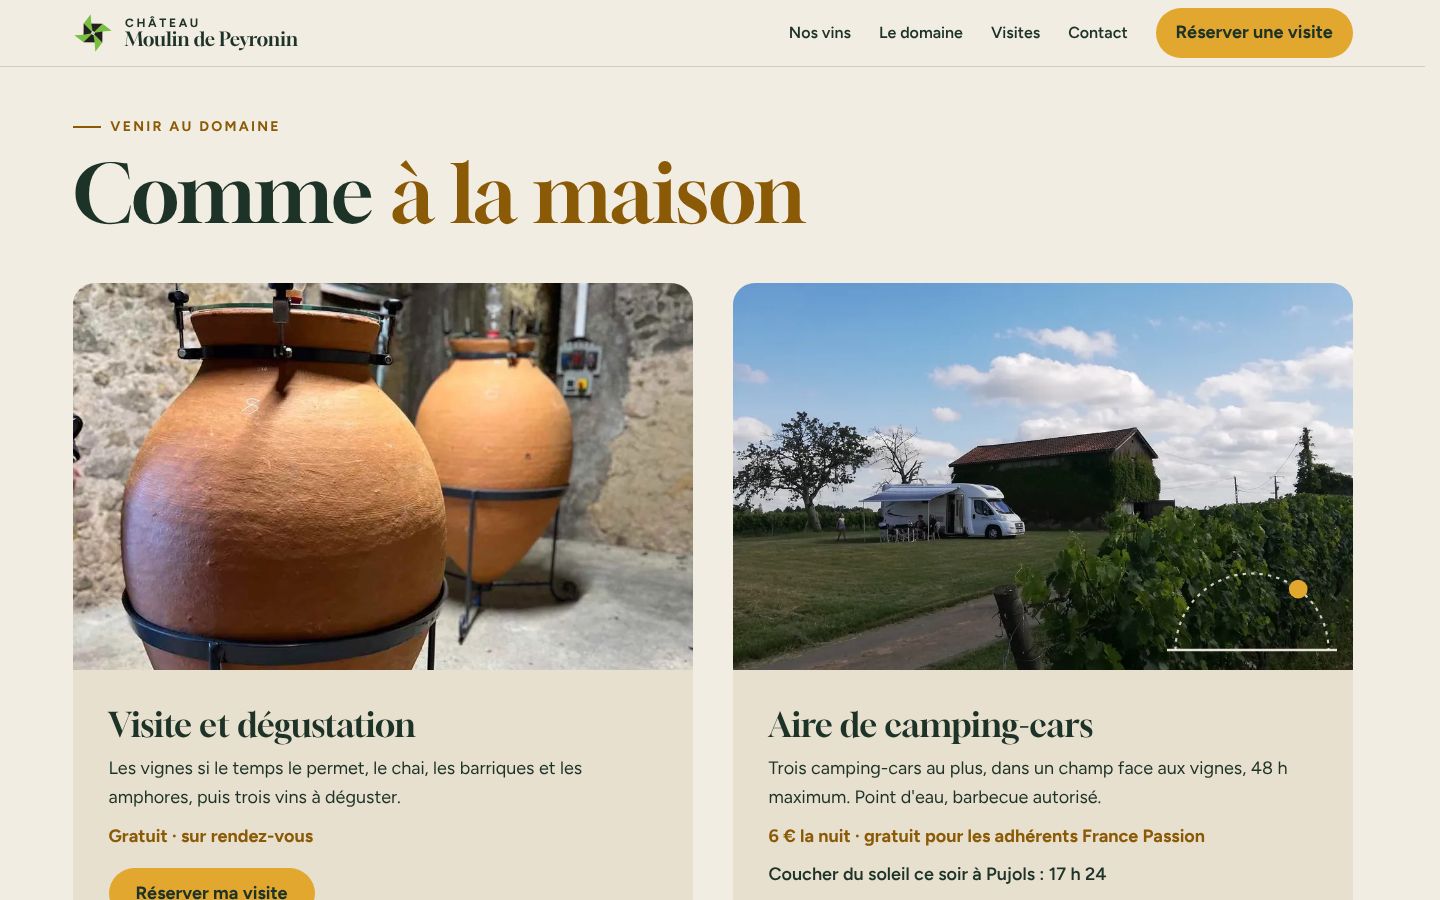 CHÂTEAU
Moulin de Peyronin
Nos vins
Le domaine
Visites
Contact
Réserver une visite
VENIR AU DOMAINE
Comme à la maison
Visite et dégustation
Les vignes si le temps le permet, le chai, les barriques et les
amphores, puis trois vins à déguster.
Gratuit · sur rendez-vous
Réserver ma visite
Aire de camping-cars
Trois camping-cars au plus, dans un champ face aux vignes, 48 h
maximum. Point d'eau, barbecue autorisé.
6 € la nuit · gratuit pour les adhérents France Passion
Coucher du soleil ce soir à Pujols : 17 h 24